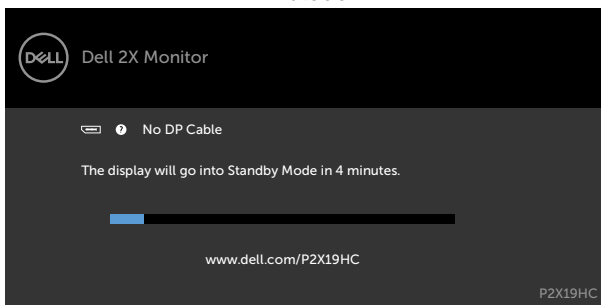 DELL
Dell 2X Monitor
? No DP Cable
The display will go into Standby Mode in 4 minutes.
www.dell.com/P2X19HC
P2X19HC